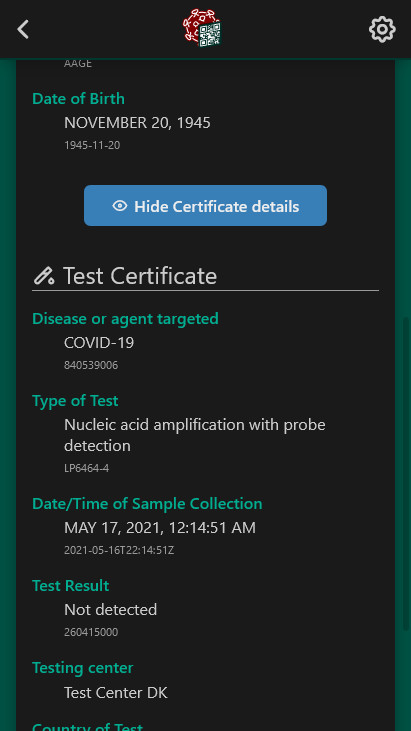 AAGE
Date of Birth
NOVEMBER 20, 1945
1945-11-20
Hide Certificate details
Test Certificate
Disease or agent targeted
COVID-19
840539006
Type of Test
Nucleic acid amplification with probe
detection
LP6464-4
Date/Time of Sample Collection
MAY 17, 2021, 12:14:51 AM
2021-05-16T22:14:51Z
Test Result
Not detected
260415000
Testing center
Test Center DK
Country of Test